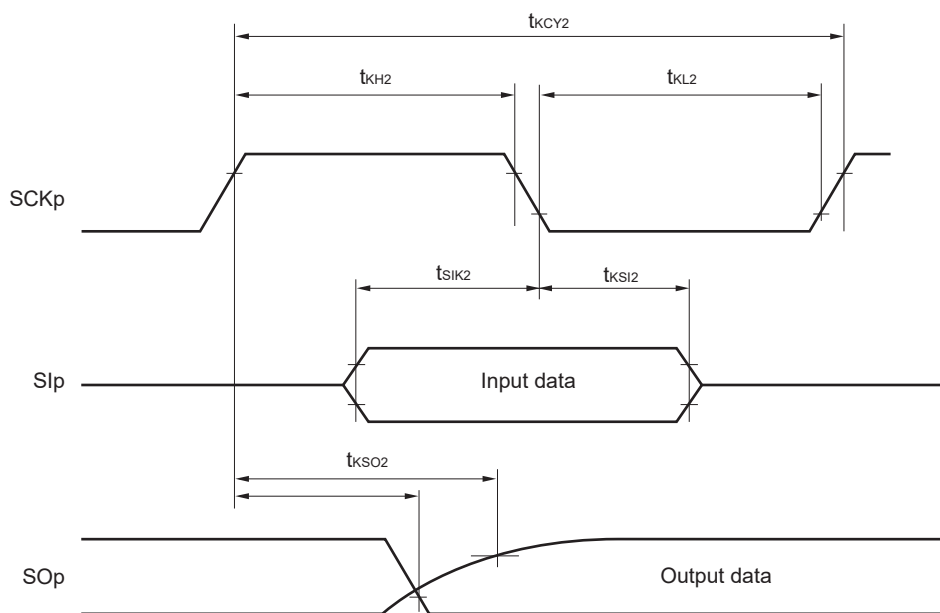 tKCY2
tKH2
tKL2
SCKp
tSIK2
tKSI2
SIp
Input data
tKSO2
SOp
Output data